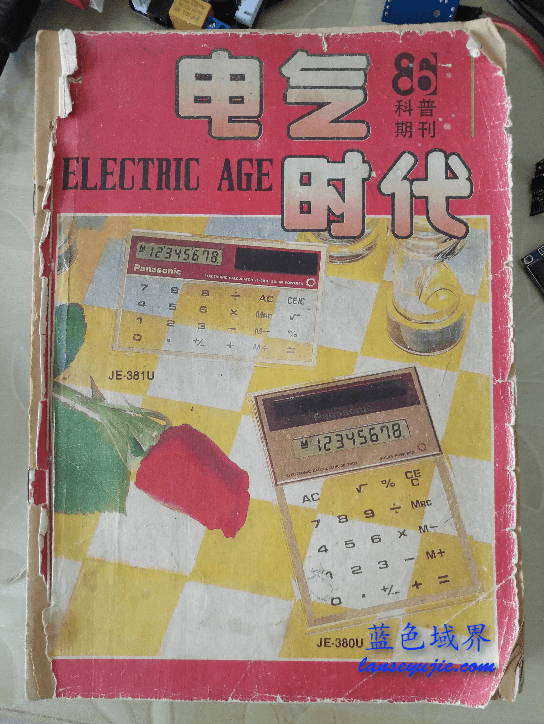 电气
时代
86
科普
期刊
ELECTRIC AGE
12345678.
Panasonic
7 8 9 ÷ AC CE/C
4 5 6 × MRC √
1 2 3 − M− %
0 · +/− + M+ =
JE-381U
Panasonic
12345678.
AC √ % CE C
7 8 9 ÷ MRC
4 5 6 × M−
1 2 3 − M+
0 · +/− + =
JE-380U
蓝色域界
lanseyujie.com